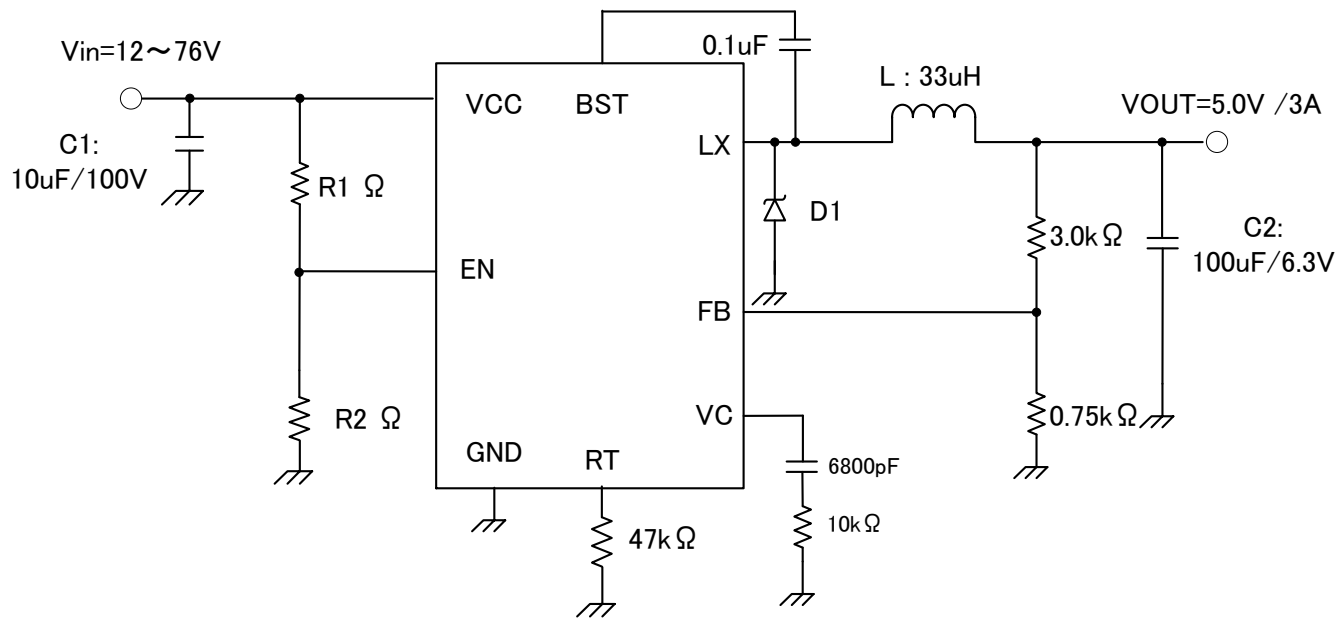 Vin=12～76V
0.1uF
L : 33uH
VCC
BST
VOUT=5.0V /3A
LX
C1:
10uF/100V
R1 Ω
D1
3.0kΩ
C2:
100uF/6.3V
EN
FB
R2 Ω
VC
0.75kΩ
GND
RT
6800pF
10kΩ
47kΩ